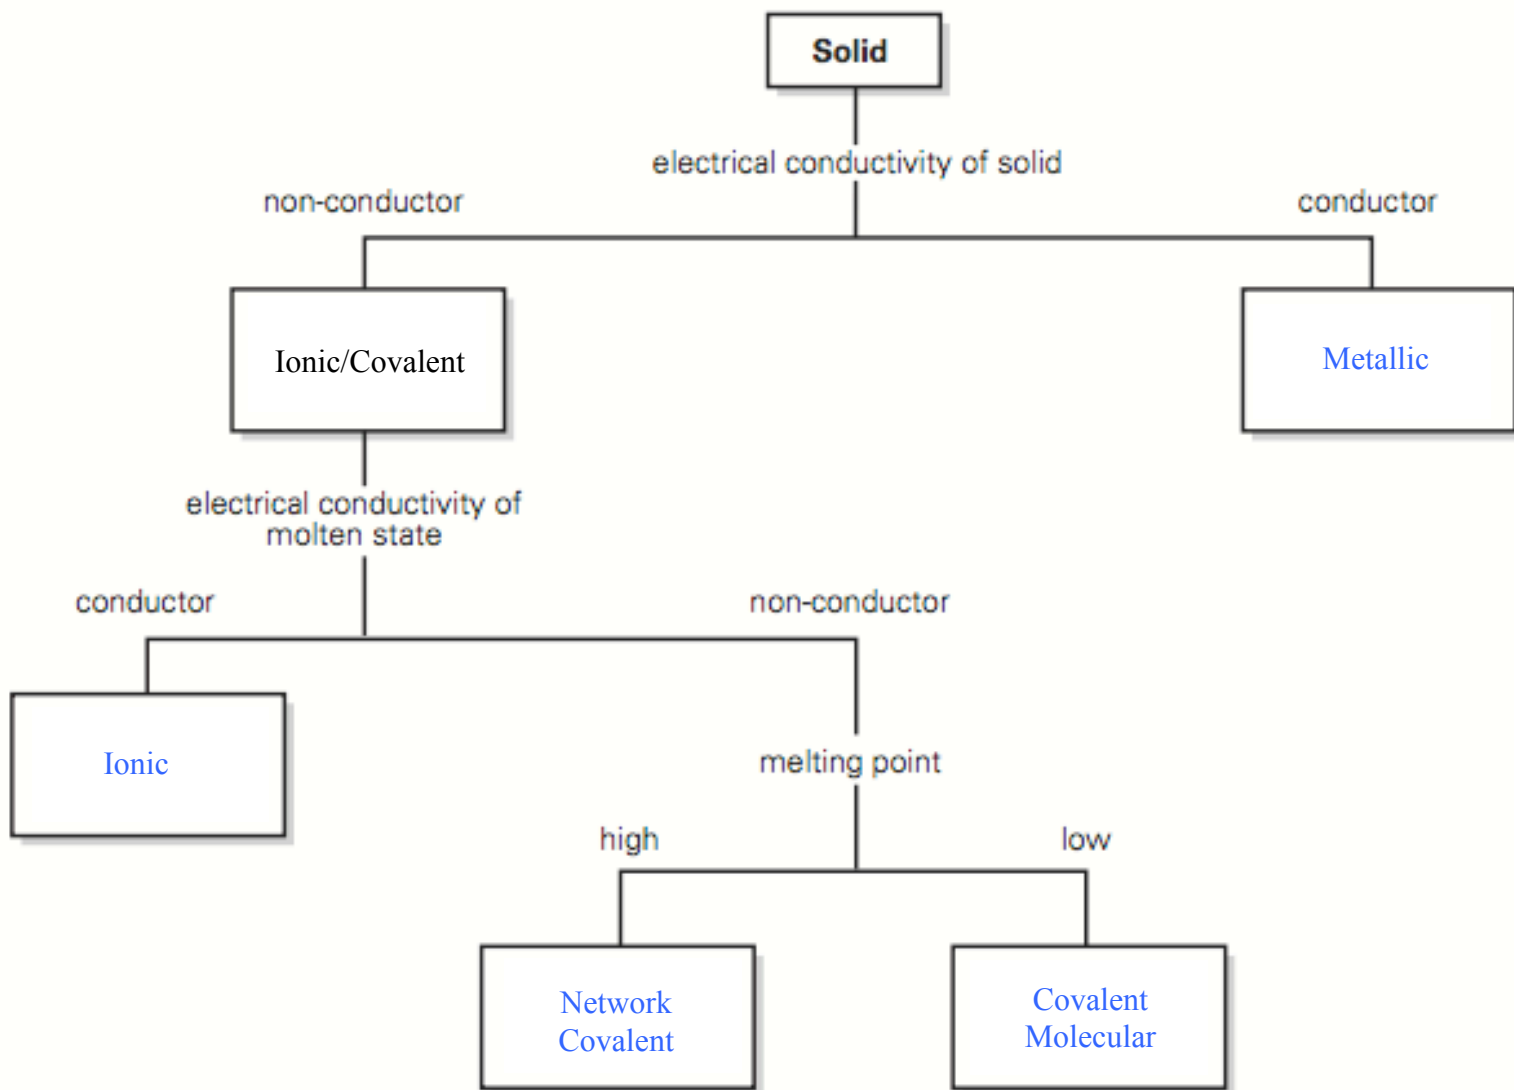 Solid
electrical conductivity of solid
non-conductor
conductor
Ionic/Covalent
Metallic
electrical conductivity of
molten state
conductor
non-conductor
Ionic
melting point
high
low
Network
Covalent
Covalent
Molecular